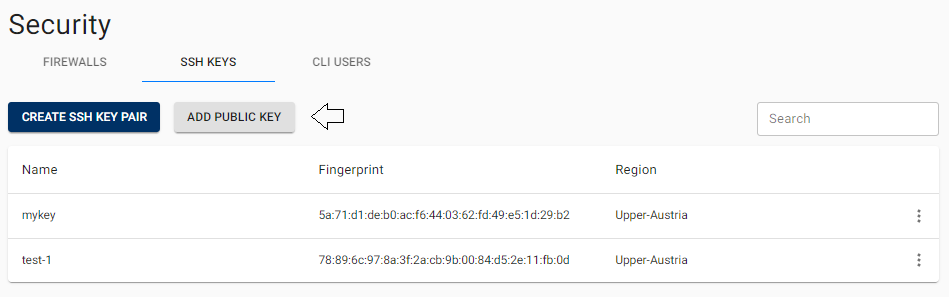 Security
FIREWALLS SSH KEYS CLI USERS
CREATE SSH KEY PAIR ADD PUBLIC KEY Search
Name Fingerprint Region
mykey 5a:71:d1:de:b0:ac:f6:44:03:62:fd:49:e5:1d:29:b2 Upper-Austria
test-1 78:89:6c:97:8a:3f:2a:cb:9b:00:84:d5:2e:11:fb:0d Upper-Austria